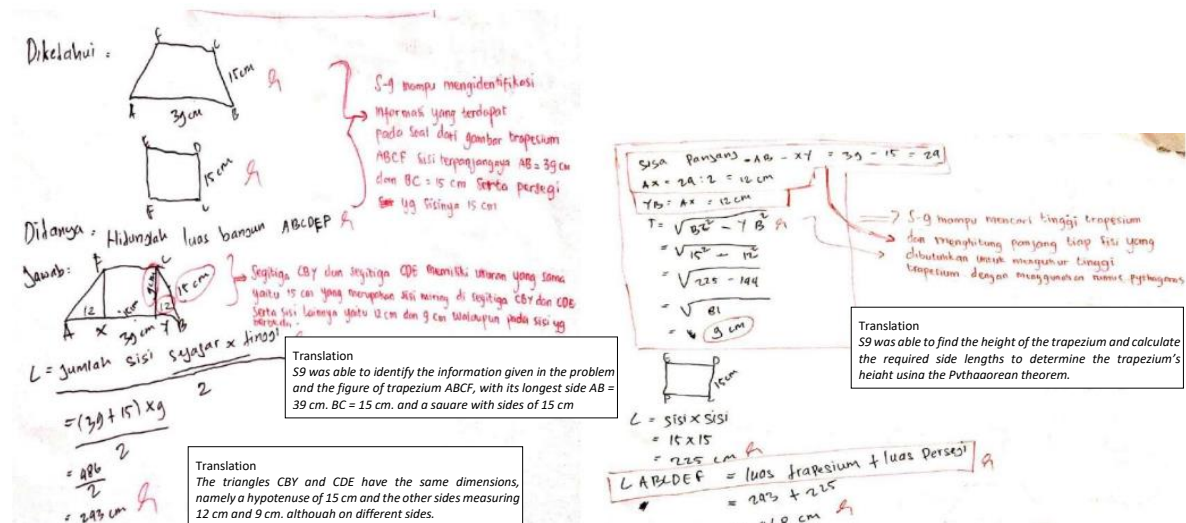 Diketahui :
F
C
15 cm
A
39 cm
B
E
D
15 cm
F
C
Ditanya : Hitunglah luas bangun ABCDEF
Jawab:
F
C
15 cm
12
12
A
X
39 cm
Y
B
L = Jumlah sisi sejajar x tinggi
2
= (39 + 15) x 9
2
= 486
2
= 243 cm
S-9 mampu mengidentifikasi
informasi yang terdapat
pada soal dari gambar trapesium
ABCF sisi terpanjangnya AB = 39 cm
dan BC = 15 cm serta persegi
yg sisinya 15 cm
Segitiga CBY dan segitiga CDE memiliki ukuran yang sama
yaitu 15 cm yang merupakan sisi miring di segitiga CBY dan CDE
serta sisi lainnya yaitu 12 cm dan 9 cm walaupun pada sisi yg
Translation
S9 was able to identify the information given in the problem
and the figure of trapezium ABCF, with its longest side AB =
39 cm. BC = 15 cm. and a square with sides of 15 cm
Translation
The triangles CBY and CDE have the same dimensions,
namely a hypotenuse of 15 cm and the other sides measuring
12 cm and 9 cm. although on different sides.
Sisa Panjang = AB - XY = 39 - 15 = 24
AX = 24 : 2 = 12 cm
YB = AX = 12 cm
T = √BC² - YB²
= √15² - 12²
= √225 - 144
= √81
= 9 cm
S-9 mampu mencari tinggi trapesium
dan menghitung panjang tiap sisi yang
dibutuhkan untuk mengukur tinggi
trapesium dengan menggunakan rumus pythagoras
Translation
S9 was able to find the height of the trapezium and calculate
the required side lengths to determine the trapezium's
height using the Pythagorean theorem.
E
D
15 cm
F
C
L = sisi x sisi
= 15 x 15
= 225 cm
L ABCDEF = luas trapesium + luas Persegi
= 243 + 225